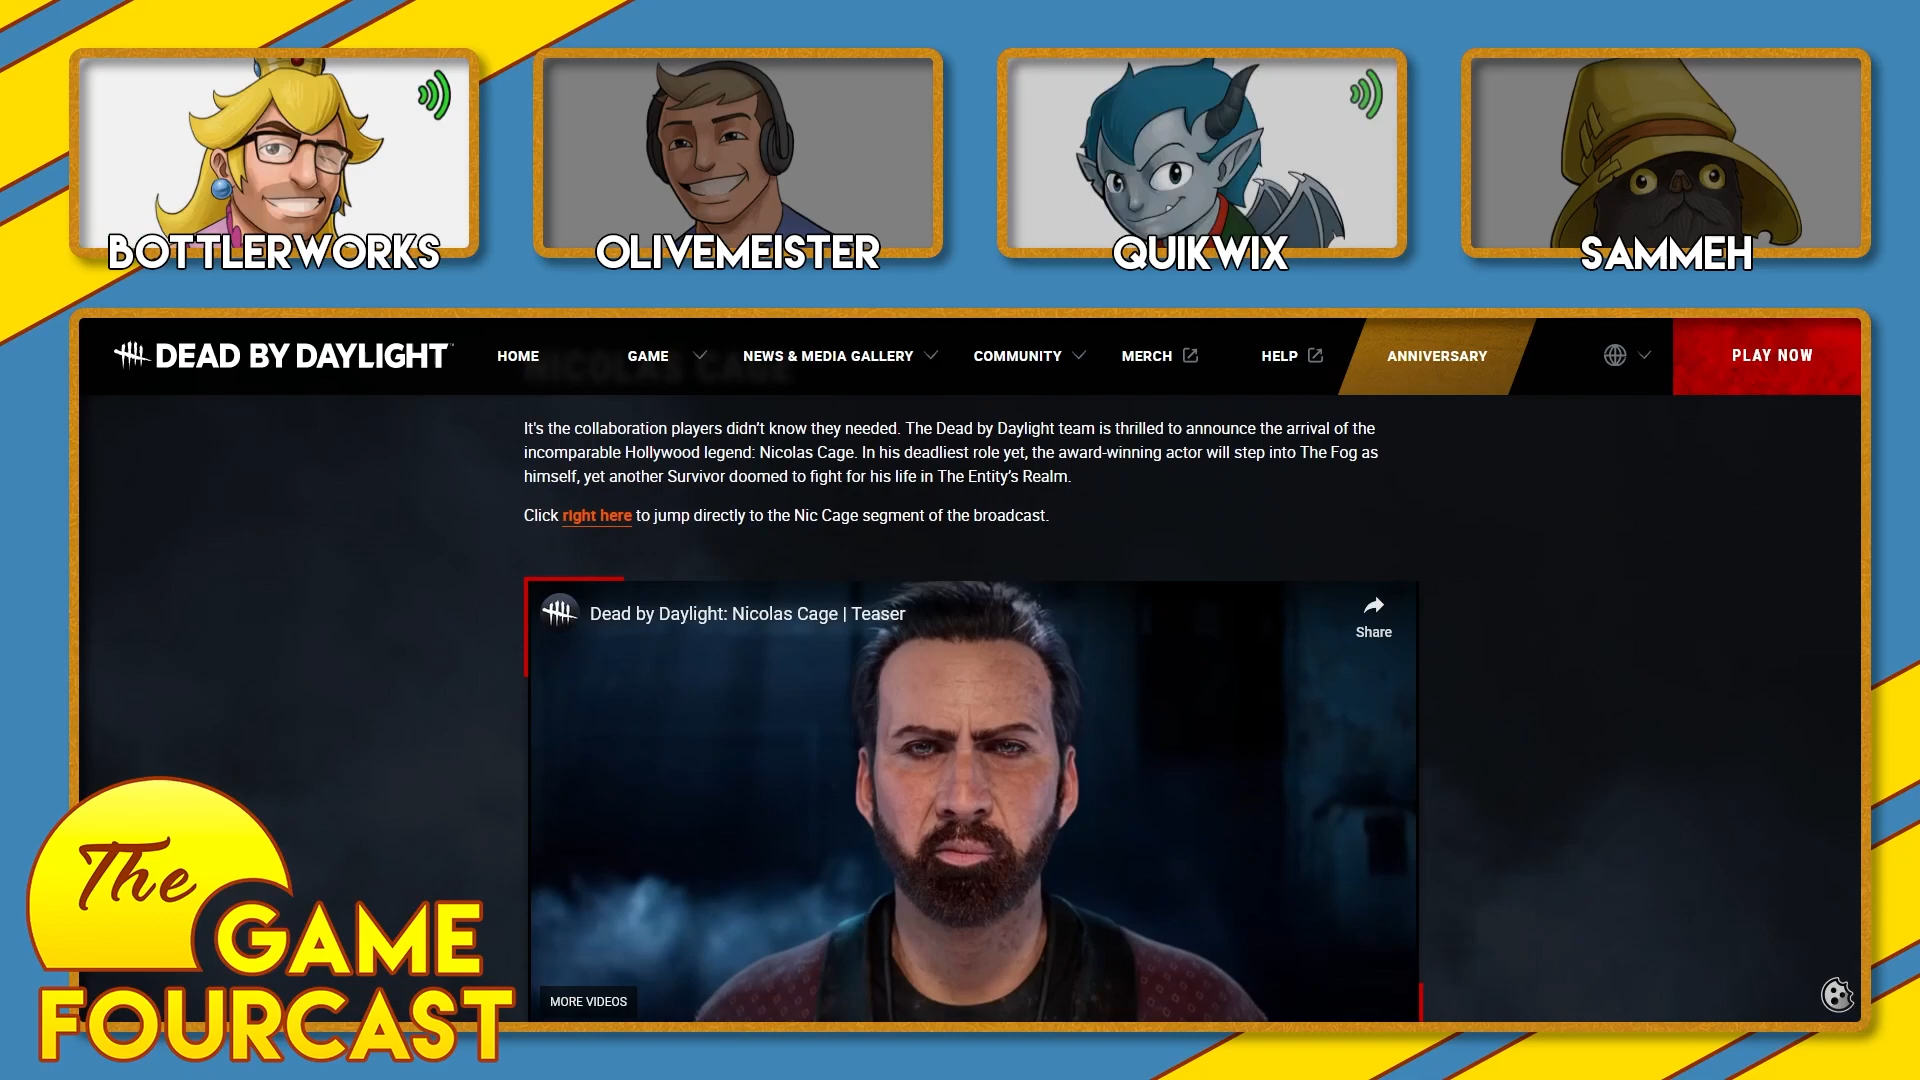 BOTTLERWORKS
OLIVEMEISTER
QUIKWIX
SAMMEH
DEAD BY DAYLIGHT™
HOME
GAME
NEWS & MEDIA GALLERY
COMMUNITY
MERCH
HELP
ANNIVERSARY
PLAY NOW
NICOLAS CAGE
It's the collaboration players didn’t know they needed. The Dead by Daylight team is thrilled to announce the arrival of the
incomparable Hollywood legend: Nicolas Cage. In his deadliest role yet, the award-winning actor will step into The Fog as
himself, yet another Survivor doomed to fight for his life in The Entity’s Realm.
Click right here to jump directly to the Nic Cage segment of the broadcast.
Dead by Daylight: Nicolas Cage | Teaser
Share
MORE VIDEOS
The
GAME
FOURCAST